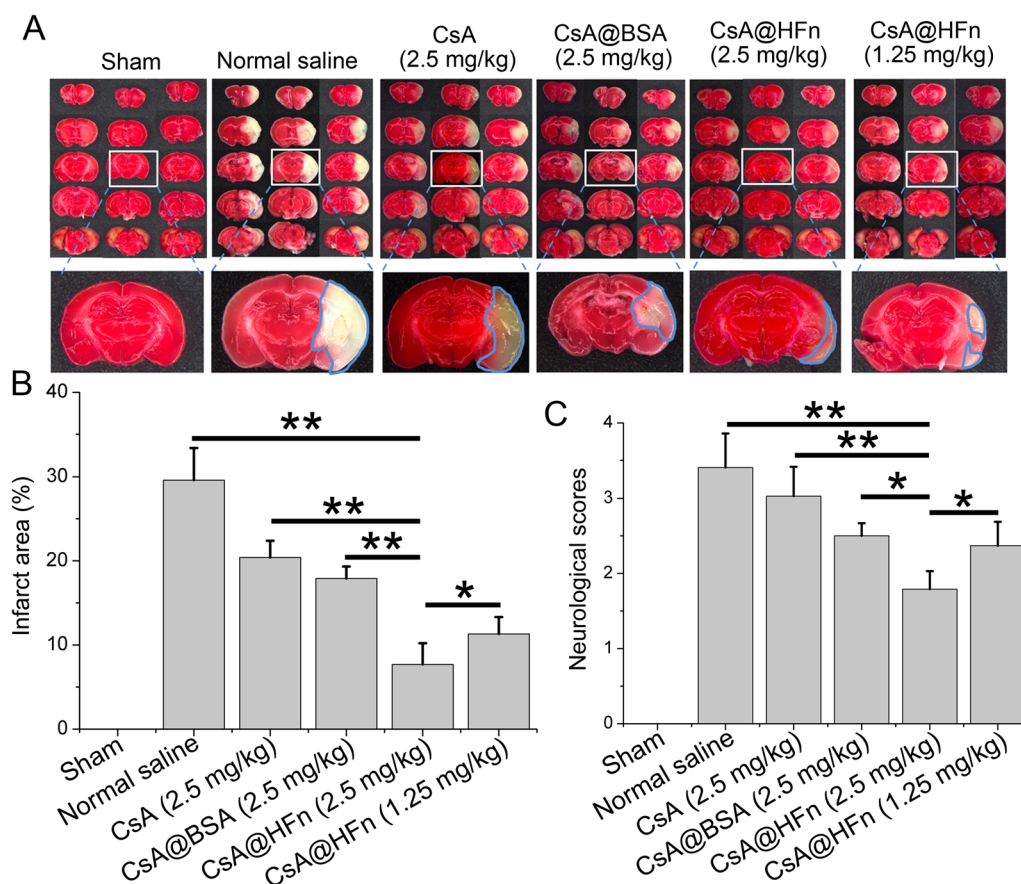 A
Sham
Normal saline
CsA
(2.5 mg/kg)
CsA@BSA
(2.5 mg/kg)
CsA@HFn
(2.5 mg/kg)
CsA@HFn
(1.25 mg/kg)
B
Infarct area (%)
40
30
20
10
0
**
**
**
*
Sham
Normal saline
CsA (2.5 mg/kg)
CsA@BSA (2.5 mg/kg)
CsA@HFn (2.5 mg/kg)
CsA@HFn (1.25 mg/kg)
C
Neurological scores
4
3
2
1
0
**
**
*
*
Sham
Normal saline
CsA (2.5 mg/kg)
CsA@BSA (2.5 mg/kg)
CsA@HFn (2.5 mg/kg)
CsA@HFn (1.25 mg/kg)